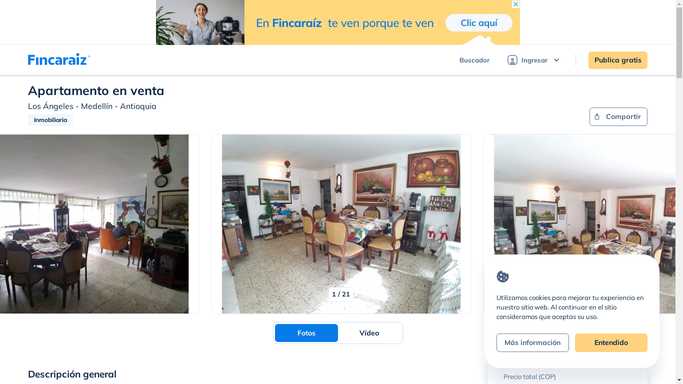 En Fincaraíz te ven porque te ven
Clic aquí
Fincaraíz
Buscador
Ingresar
Publica gratis
Apartamento en venta
Los Ángeles - Medellín - Antioquia
Inmobiliaria
Compartir
1 / 21
Fotos
Vídeo
Utilizamos cookies para mejorar tu experiencia en
nuestro sitio web. Al continuar en el sitio
consideramos que aceptas su uso.
Más información
Entendido
Descripción general
Precio total (COP)